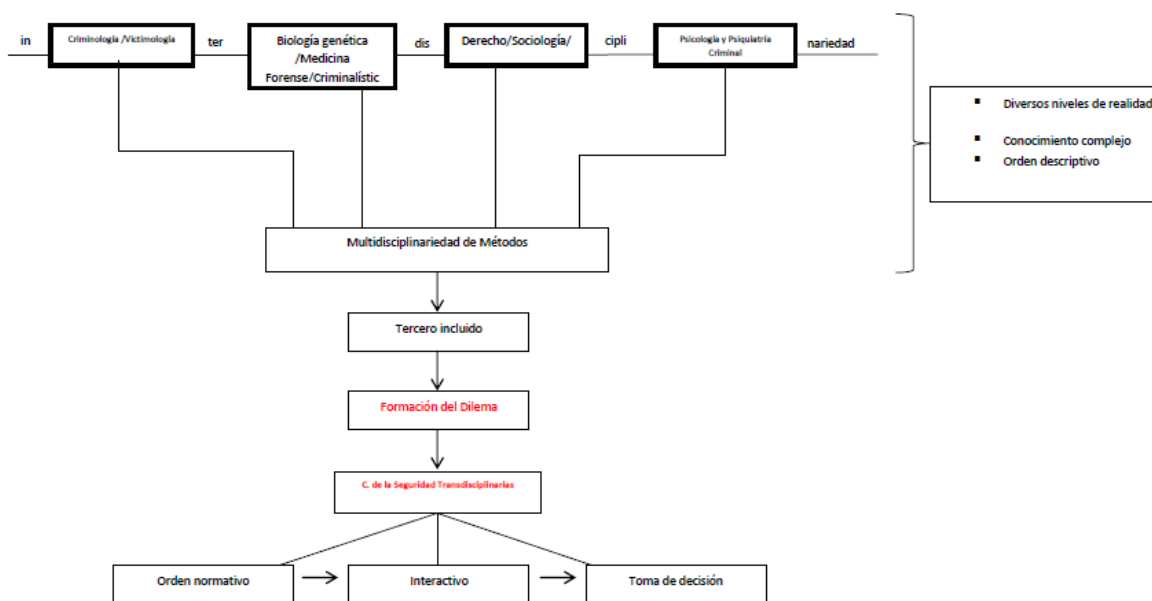 in
Criminología /Victimología
ter
Biología genética
/Medicina
Forense/Criminalístic
dis
Derecho/Sociología/
cipli
Psicología y Psiquiatría
Criminal
nariedad
▪ Diversos niveles de realidad
▪ Conocimiento complejo
▪ Orden descriptivo
Multidisciplinariedad de Métodos
Tercero incluido
Formación del Dilema
C. de la Seguridad Transdisciplinarias
Orden normativo
Interactivo
Toma de decisión